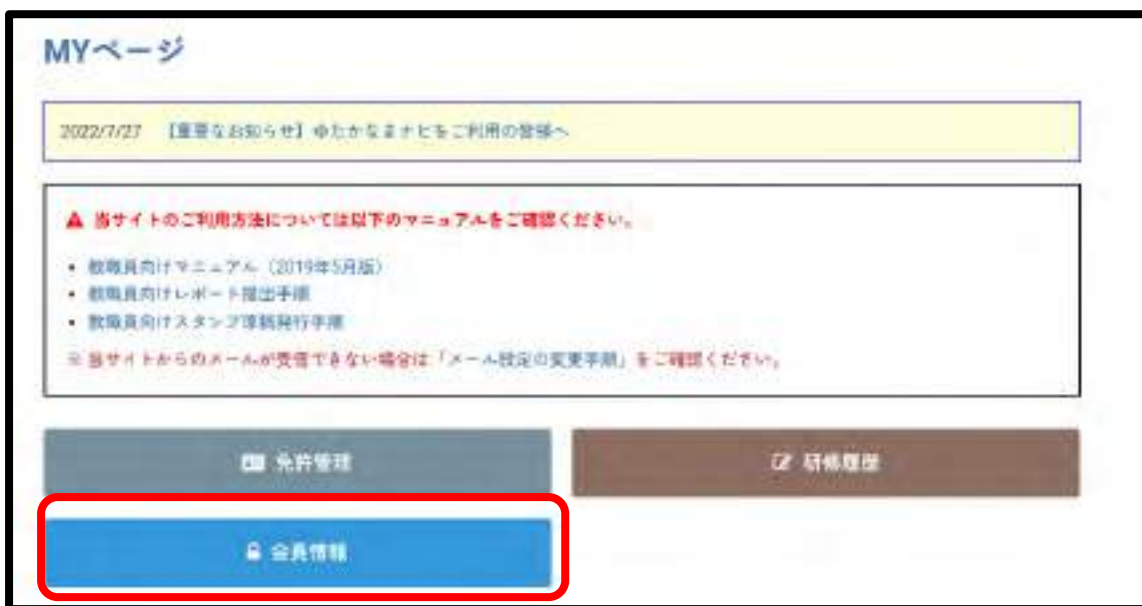 MYページ
2022/7/27 【重要なお知らせ】ゆたかなまナビをご利用の皆様へ
当サイトのご利用方法については以下のマニュアルをご確認ください。
教職員向けマニュアル（2019年5月版）
教職員向けレポート提出手順
教職員向けスタンプ原稿発行手順
※ 当サイトからのメールが受信できない場合は「メール設定の変更手順」をご確認ください。
免許管理
研修履歴
会員情報